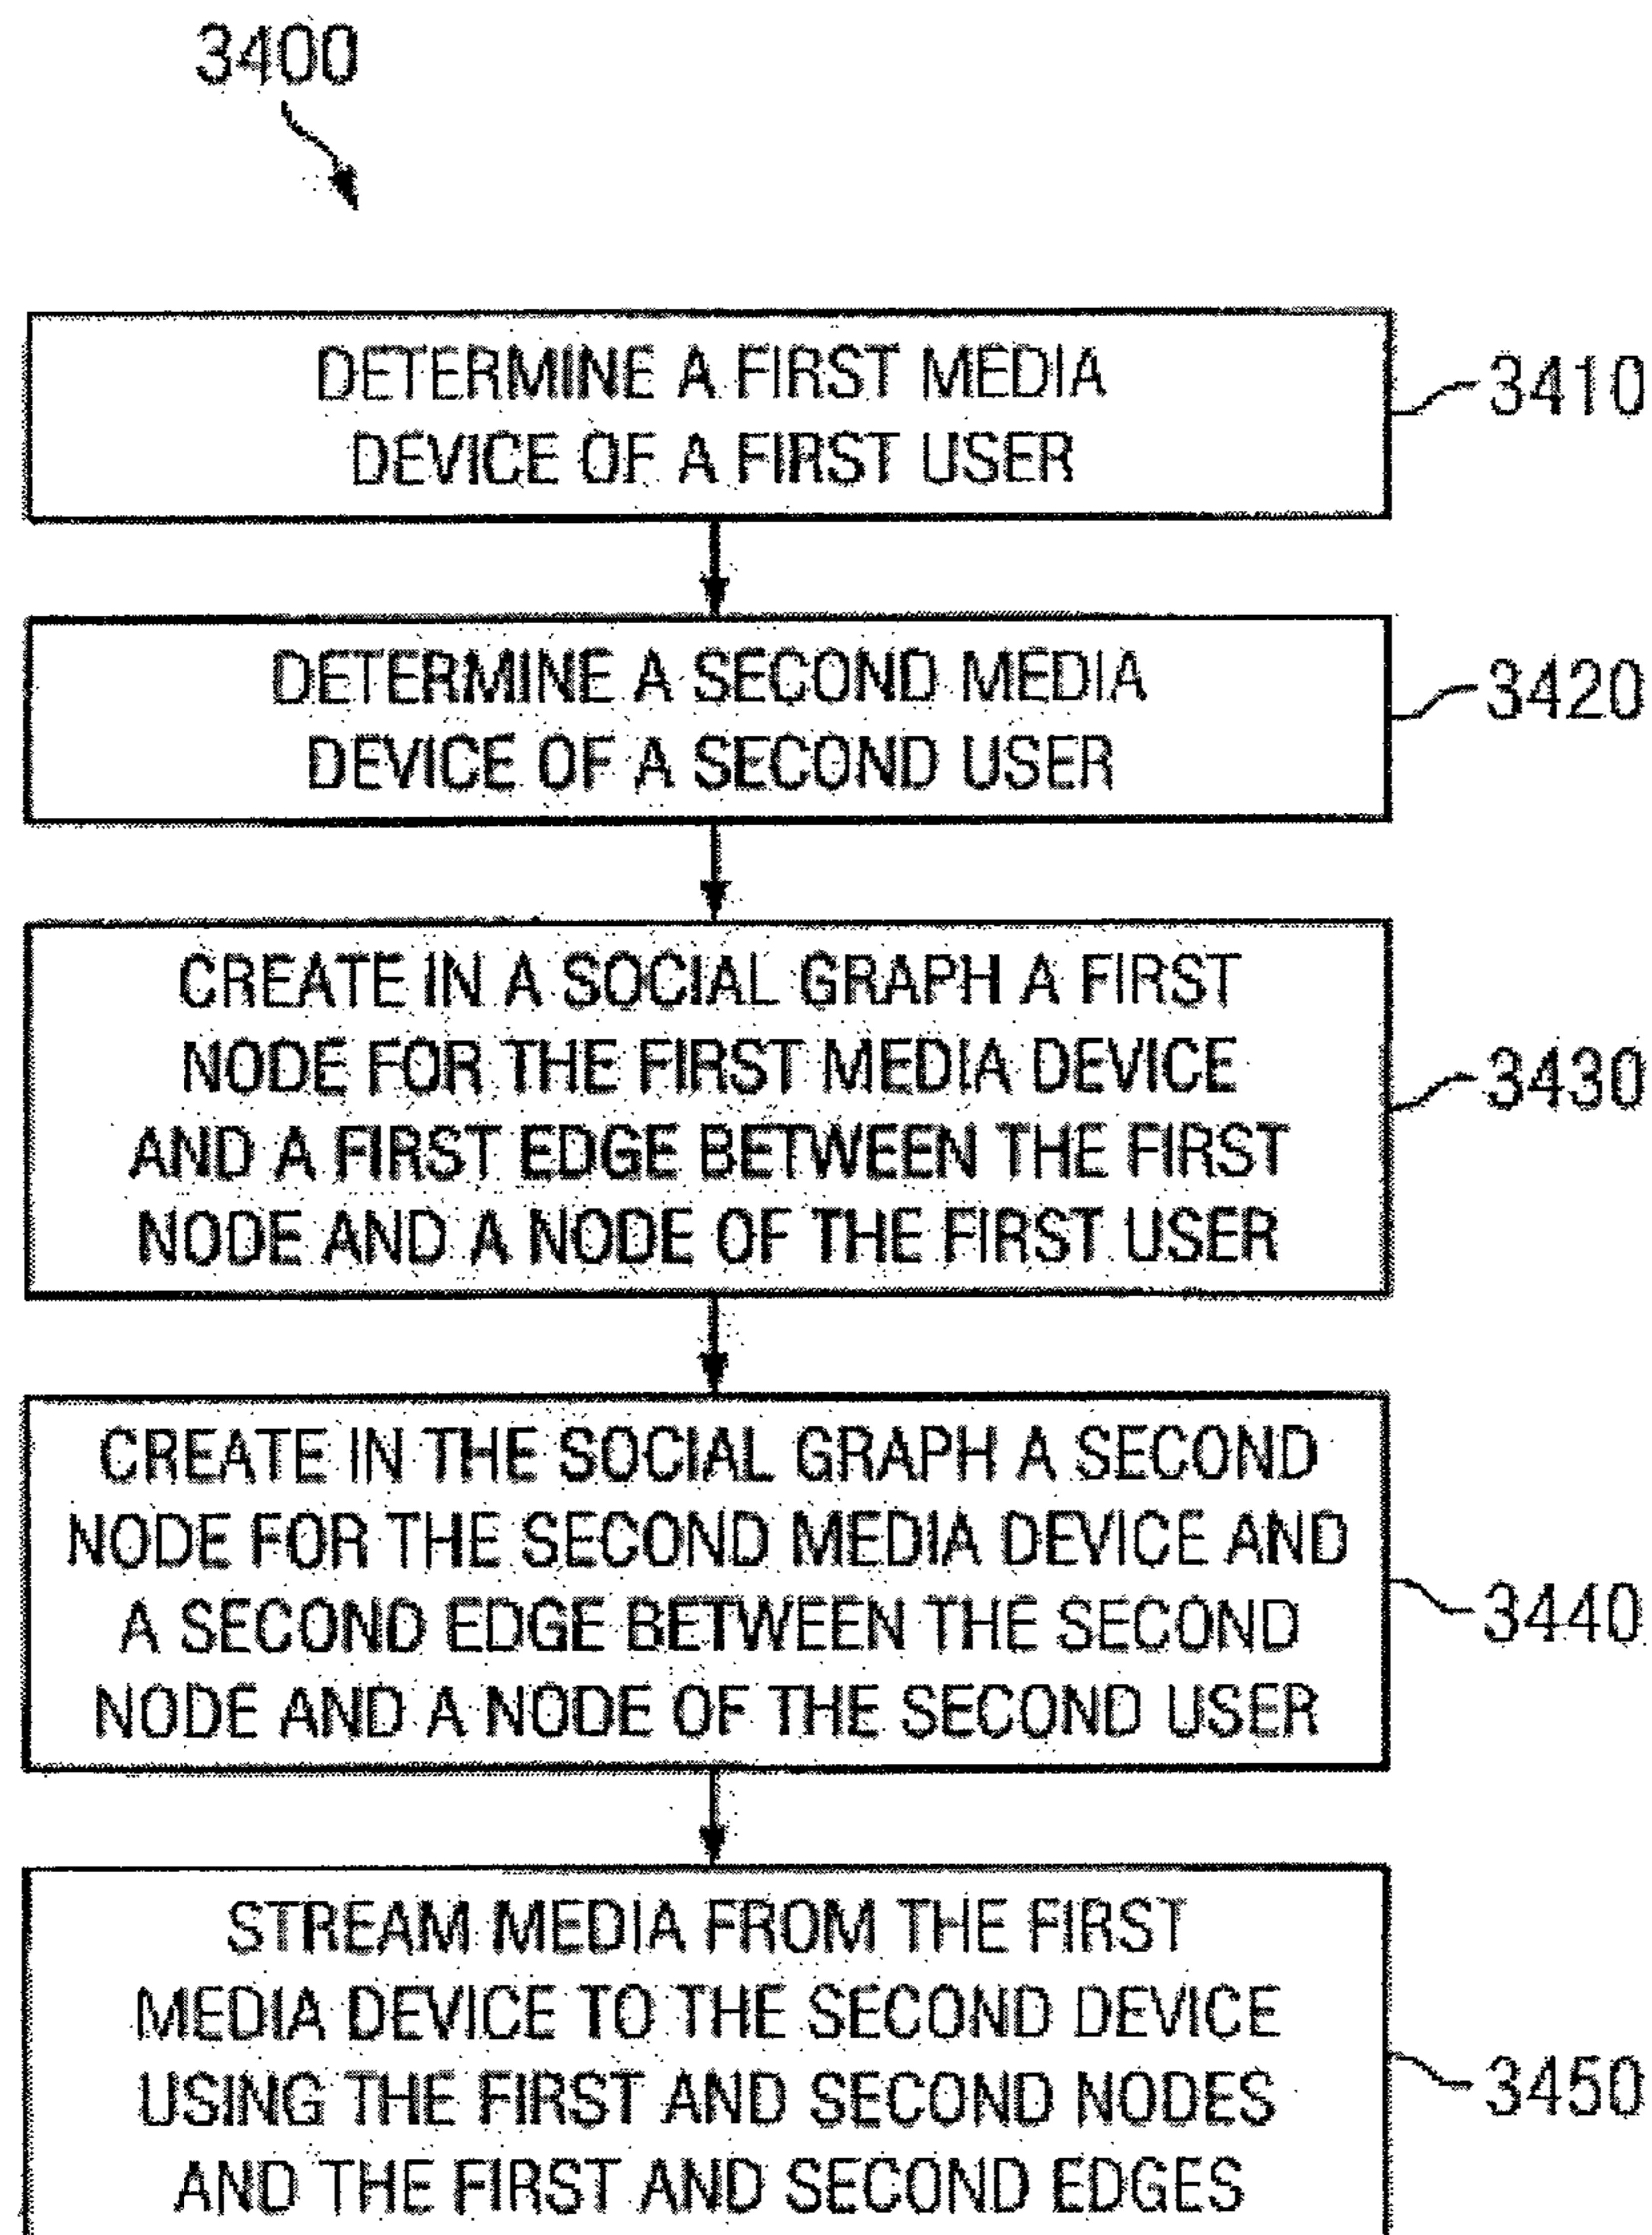 3400
DETERMINE A FIRST MEDIA
DEVICE OF A FIRST USER
3410
DETERMINE A SECOND MEDIA
DEVICE OF A SECOND USER
3420
CREATE IN A SOCIAL GRAPH A FIRST
NODE FOR THE FIRST MEDIA DEVICE
AND A FIRST EDGE BETWEEN THE FIRST
NODE AND A NODE OF THE FIRST USER
3430
CREATE IN THE SOCIAL GRAPH A SECOND
NODE FOR THE SECOND MEDIA DEVICE AND
A SECOND EDGE BETWEEN THE SECOND
NODE AND A NODE OF THE SECOND USER
3440
STREAM MEDIA FROM THE FIRST
MEDIA DEVICE TO THE SECOND DEVICE
USING THE FIRST AND SECOND NODES
AND THE FIRST AND SECOND EDGES
3450